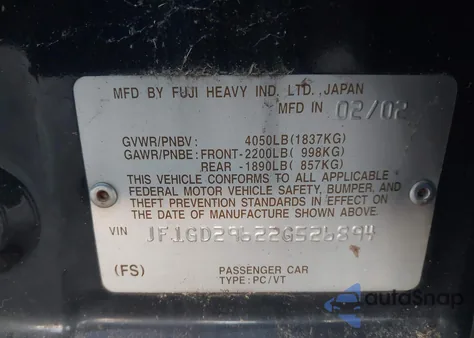 MFD BY FUJI HEAVY IND. LTD. JAPAN
MFD IN 02/02
GVWR/PNBV: 4050LB(1837KG)
GAWR/PNBE: FRONT-2200LB( 998KG)
REAR -1890LB( 857KG)
THIS VEHICLE CONFORMS TO ALL APPLICABLE
FEDERAL MOTOR VEHICLE SAFETY, BUMPER, AND
THEFT PREVENTION STANDARDS IN EFFECT ON THE
DATE OF MANUFACTURE SHOWN ABOVE.
VIN JF1GD29622G526894
(FS) PASSENGER CAR
TYPE:PC/VT
autoSnap